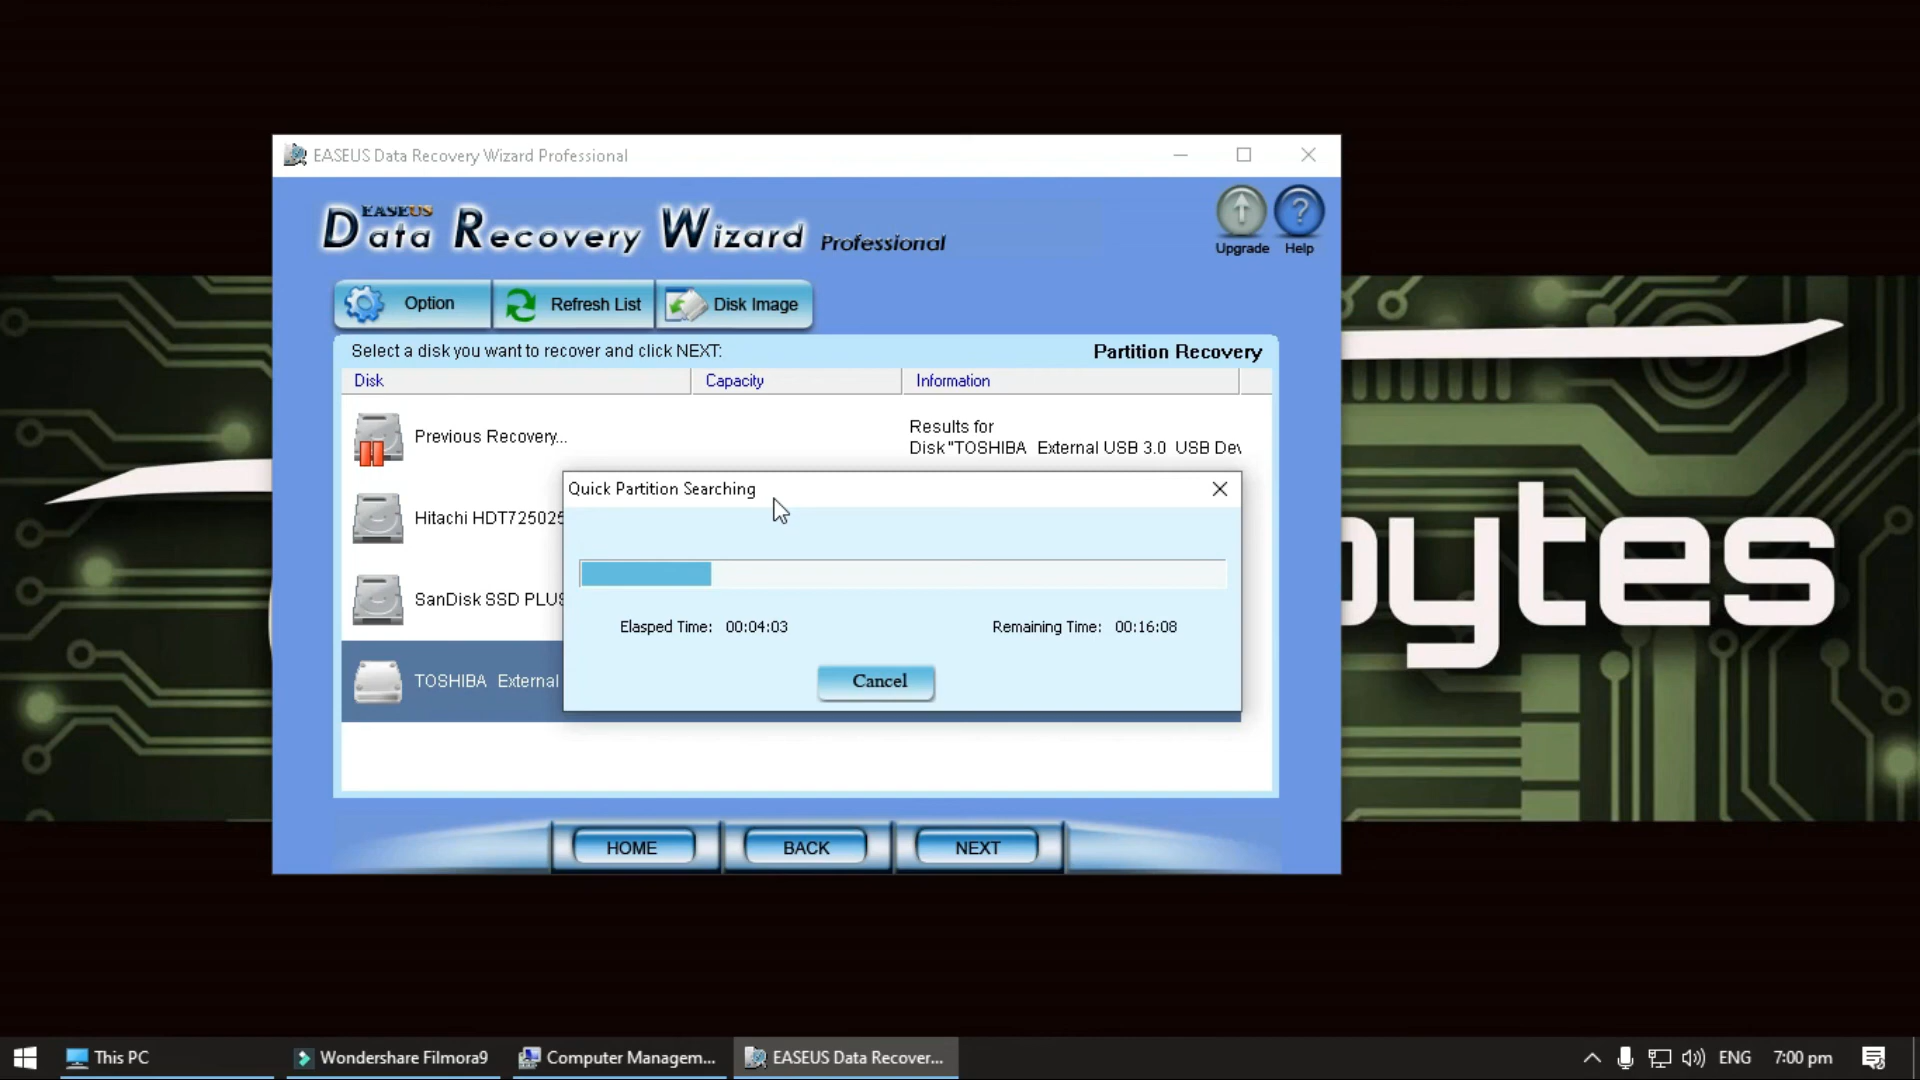 EASEUS Data Recovery Wizard Professional
EASEUS
Data Recovery Wizard Professional
Upgrade Help
Option Refresh List Disk Image
Select a disk you want to recover and click NEXT: Partition Recovery
Disk Capacity Information
Previous Recovery...
Results for
Disk "TOSHIBA External USB 3.0 USB Dev
Quick Partition Searching
Hitachi HDT725025
SanDisk SSD PLUS
Elasped Time: 00:04:03 Remaining Time: 00:16:08
TOSHIBA External
Cancel
bytes
HOME BACK NEXT
This PC Wondershare Filmora9 Computer Managem... EASEUS Data Recover... ENG 7:00 pm